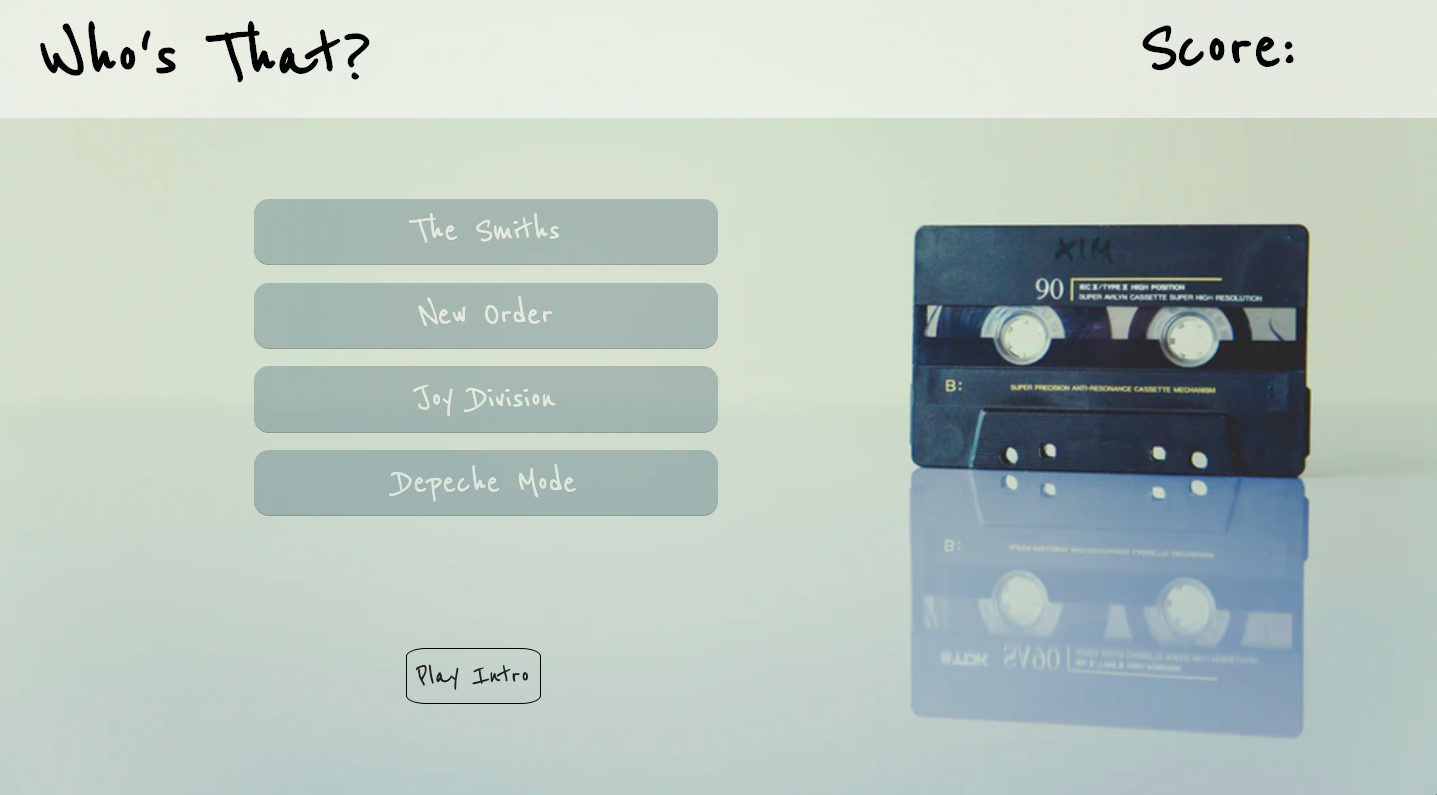 Who's That?
Score:
The Smiths
New Order
Joy Division
Depeche Mode
Play Intro
MIX
90
IEC II/TYPE II HIGH POSITION
SUPER AVILYN CASSETTE SUPER HIGH RESOLUTION
B:
SUPER PRECISION ANTI-RESONANCE CASSETTE MECHANISM